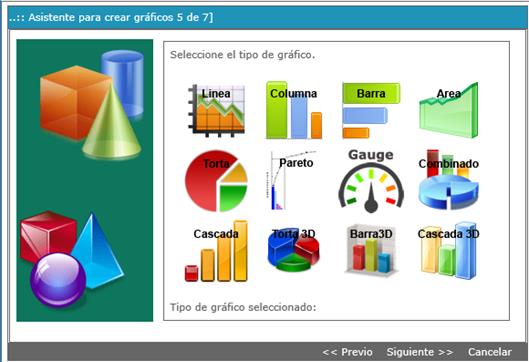 ..:: Asistente para crear gráficos 5 de 7]
Seleccione el tipo de gráfico.
Linea Columna Barra Area
Torta Pareto Gauge Combinado
Cascada Torta 3D Barra3D Cascada 3D
Tipo de gráfico seleccionado:
<< Previo Siguiente >> Cancelar